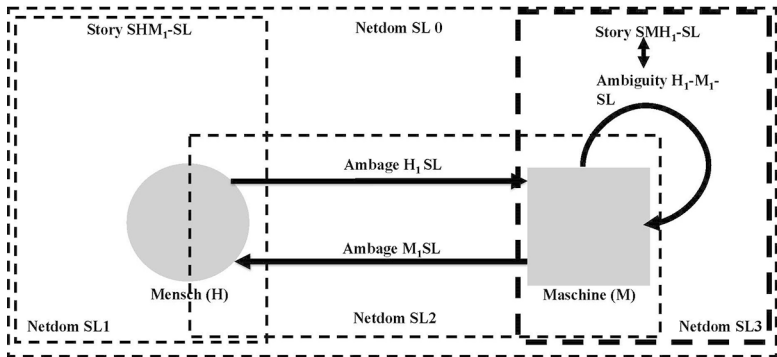 Story SHM₁-SL
Netdom SL 0
Story SMH₁-SL
Ambiguity H₁-M₁-
SL
Ambage H₁ SL
Ambage M₁SL
Mensch (H)
Maschine (M)
Netdom SL1
Netdom SL2
Netdom SL3